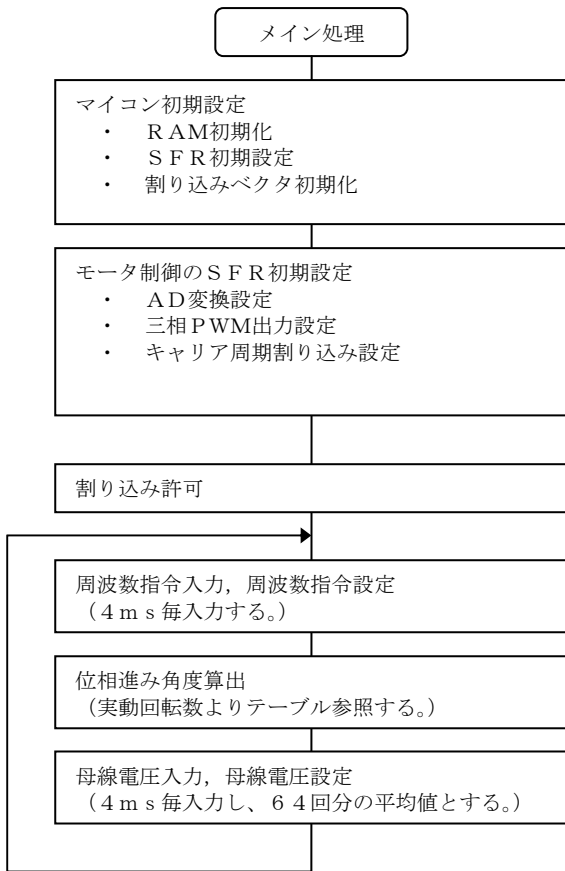 メイン処理
マイコン初期設定
・ ＲＡＭ初期化
・ ＳＦＲ初期設定
・ 割り込みベクタ初期化
モータ制御のＳＦＲ初期設定
・ ＡＤ変換設定
・ 三相ＰＷＭ出力設定
・ キャリア周期割り込み設定
割り込み許可
周波数指令入力，周波数指令設定
（４ｍｓ毎入力する。）
位相進み角度算出
（実動回転数よりテーブル参照する。）
母線電圧入力，母線電圧設定
（４ｍｓ毎入力し、６４回分の平均値とする。）